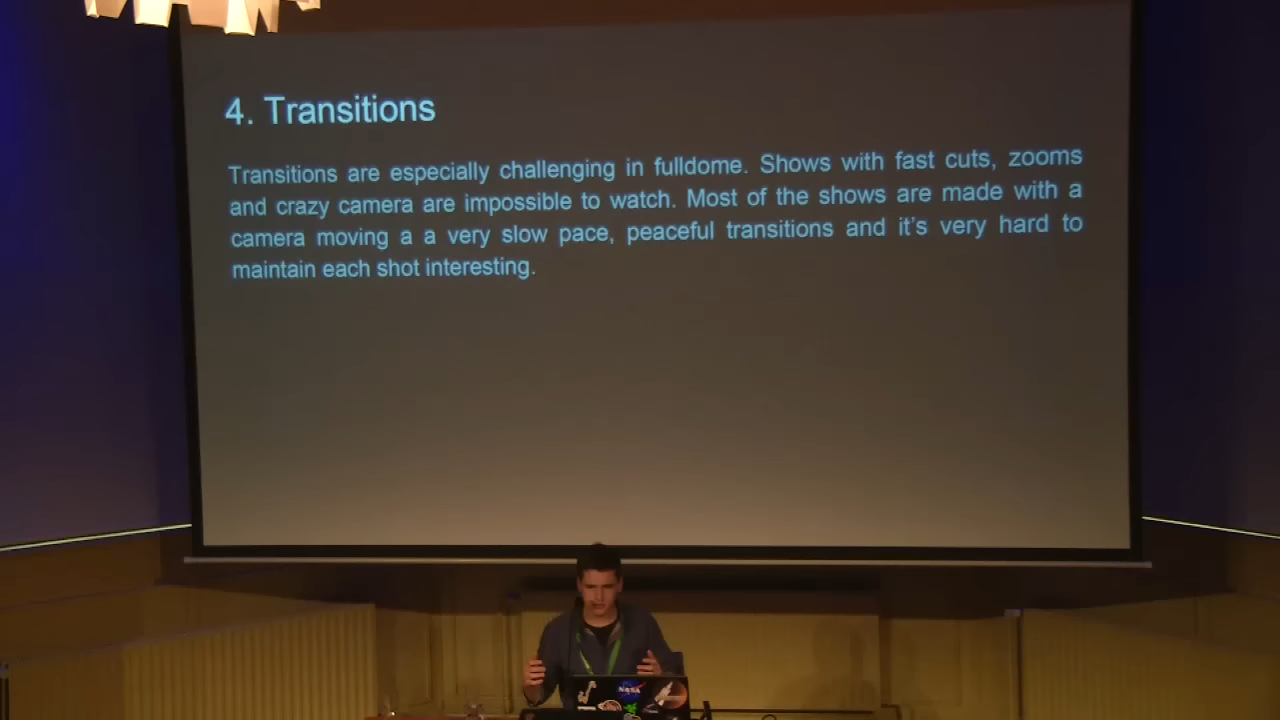 4. Transitions
Transitions are especially challenging in fulldome. Shows with fast cuts, zooms
and crazy camera are impossible to watch. Most of the shows are made with a
camera moving a a very slow pace, peaceful transitions and it's very hard to
maintain each shot interesting.
NASA